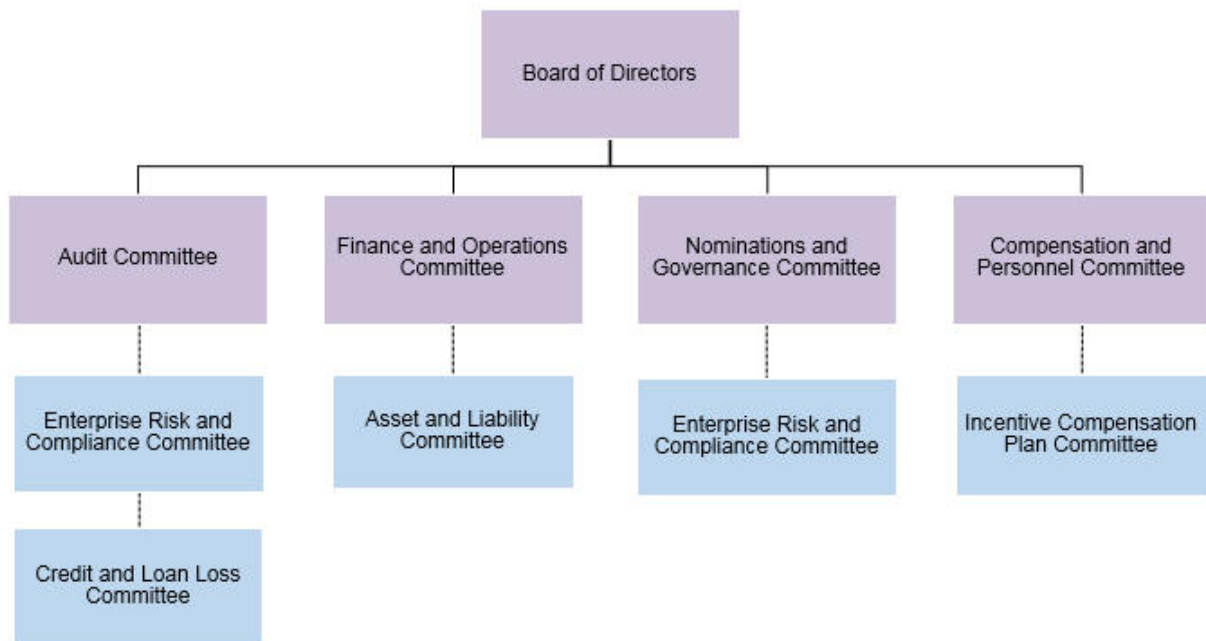 Board of Directors
Audit Committee
Finance and Operations
Committee
Nominations and
Governance Committee
Compensation and
Personnel Committee
Enterprise Risk and
Compliance Committee
Asset and Liability
Committee
Enterprise Risk and
Compliance Committee
Incentive Compensation
Plan Committee
Credit and Loan Loss
Committee